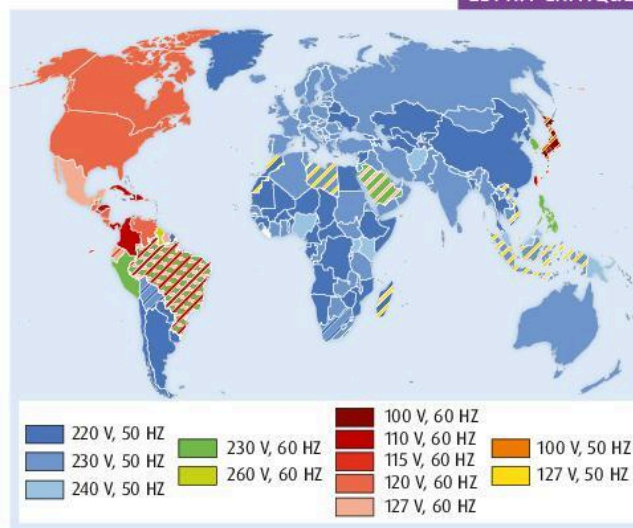 220 V, 50 HZ
230 V, 50 HZ
240 V, 50 HZ
230 V, 60 HZ
260 V, 60 HZ
100 V, 60 HZ
110 V, 60 HZ
115 V, 60 HZ
120 V, 60 HZ
127 V, 60 HZ
100 V, 50 HZ
127 V, 50 HZ